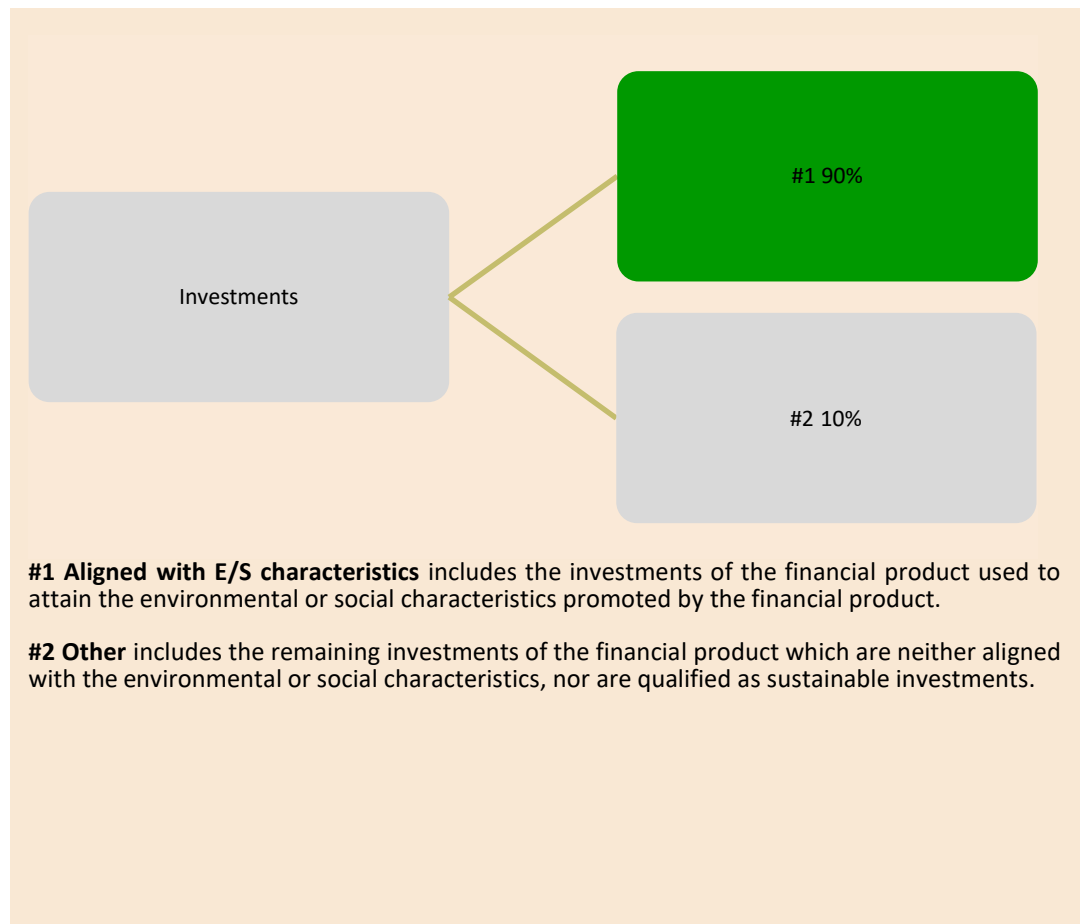 #1 90%
Investments
#2 10%
#1 Aligned with E/S characteristics includes the investments of the financial product used to
attain the environmental or social characteristics promoted by the financial product.
#2 Other includes the remaining investments of the financial product which are neither aligned
with the environmental or social characteristics, nor are qualified as sustainable investments.